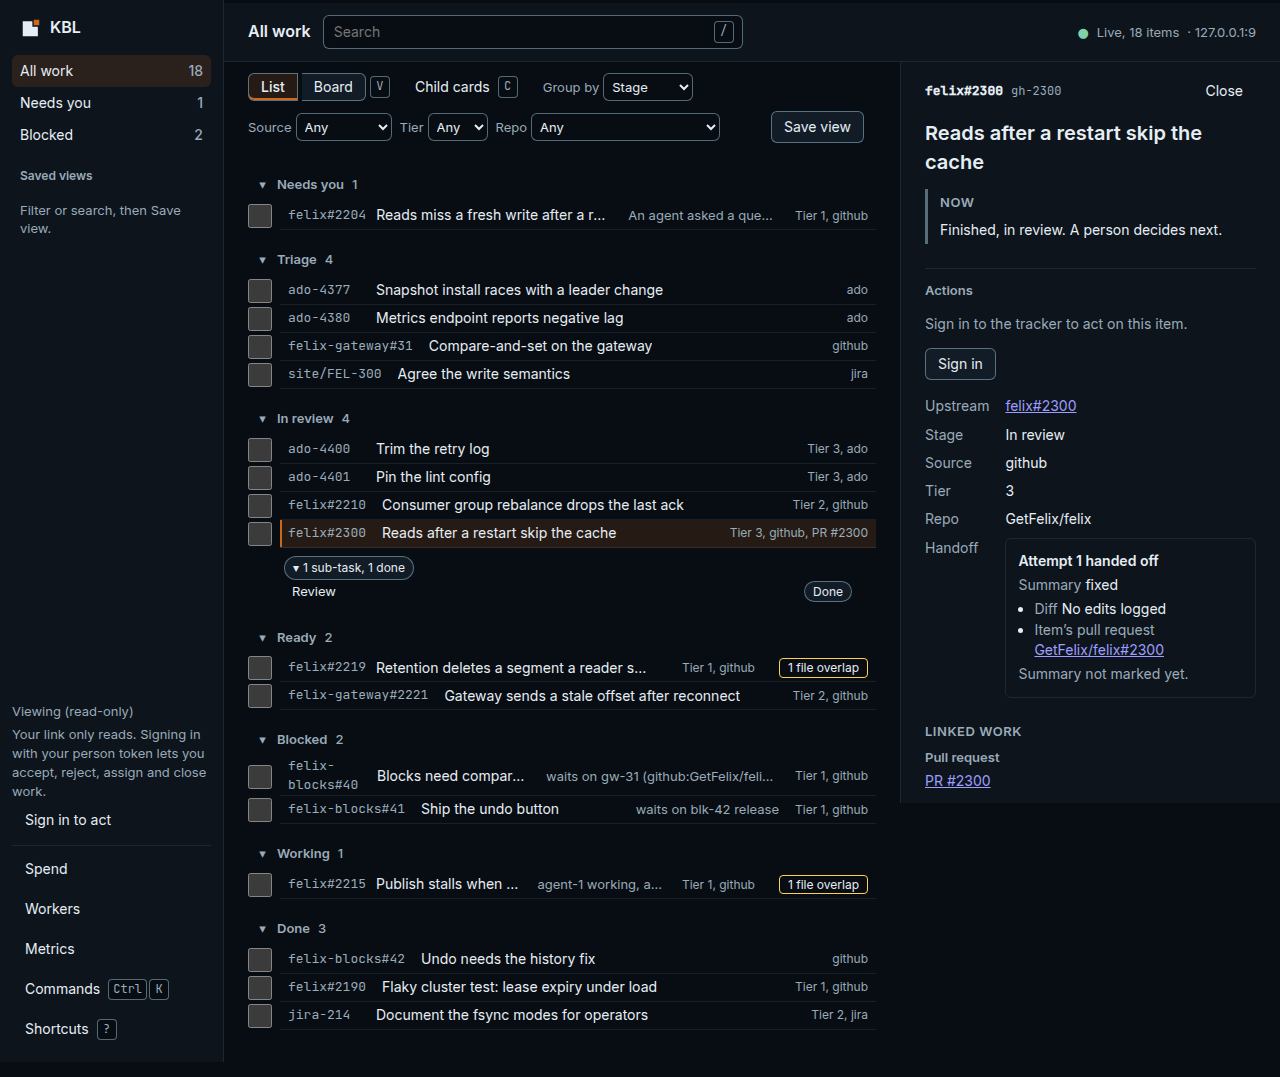 KBL
All work 18
Needs you 1
Blocked 2
Saved views
Filter or search, then Save
view.
Viewing (read-only)
Your link only reads. Signing in
with your person token lets you
accept, reject, assign and close
work.
Sign in to act
Spend
Workers
Metrics
Commands Ctrl K
Shortcuts ?
All work Search /
Live, 18 items · 127.0.0.1:9
List Board V Child cards C Group by Stage
Source Any Tier Any Repo Any Save view
Needs you 1
felix#2204 Reads miss a fresh write after a r... An agent asked a que... Tier 1, github
Triage 4
ado-4377 Snapshot install races with a leader change ado
ado-4380 Metrics endpoint reports negative lag ado
felix-gateway#31 Compare-and-set on the gateway github
site/FEL-300 Agree the write semantics jira
In review 4
ado-4400 Trim the retry log Tier 3, ado
ado-4401 Pin the lint config Tier 3, ado
felix#2210 Consumer group rebalance drops the last ack Tier 2, github
felix#2300 Reads after a restart skip the cache Tier 3, github, PR #2300
1 sub-task, 1 done
Review Done
Ready 2
felix#2219 Retention deletes a segment a reader s... Tier 1, github 1 file overlap
felix-gateway#2221 Gateway sends a stale offset after reconnect Tier 2, github
Blocked 2
felix-
blocks#40 Blocks need compar... waits on gw-31 (github:GetFelix/feli... Tier 1, github
felix-blocks#41 Ship the undo button waits on blk-42 release Tier 1, github
Working 1
felix#2215 Publish stalls when ... agent-1 working, a... Tier 1, github 1 file overlap
Done 3
felix-blocks#42 Undo needs the history fix github
felix#2190 Flaky cluster test: lease expiry under load Tier 1, github
jira-214 Document the fsync modes for operators Tier 2, jira
felix#2300 gh-2300 Close
Reads after a restart skip the
cache
NOW
Finished, in review. A person decides next.
Actions
Sign in to the tracker to act on this item.
Sign in
Upstream felix#2300
Stage In review
Source github
Tier 3
Repo GetFelix/felix
Handoff
Attempt 1 handed off
Summary fixed
Diff No edits logged
Item's pull request
GetFelix/felix#2300
Summary not marked yet.
LINKED WORK
Pull request
PR #2300